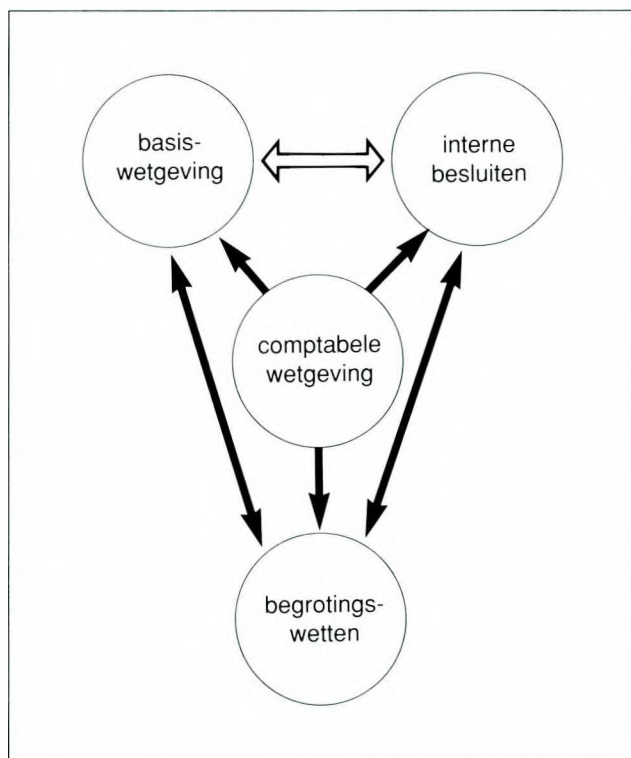 basis-
wetgeving
interne
besluiten
comptabele
wetgeving
begrotings-
wetten